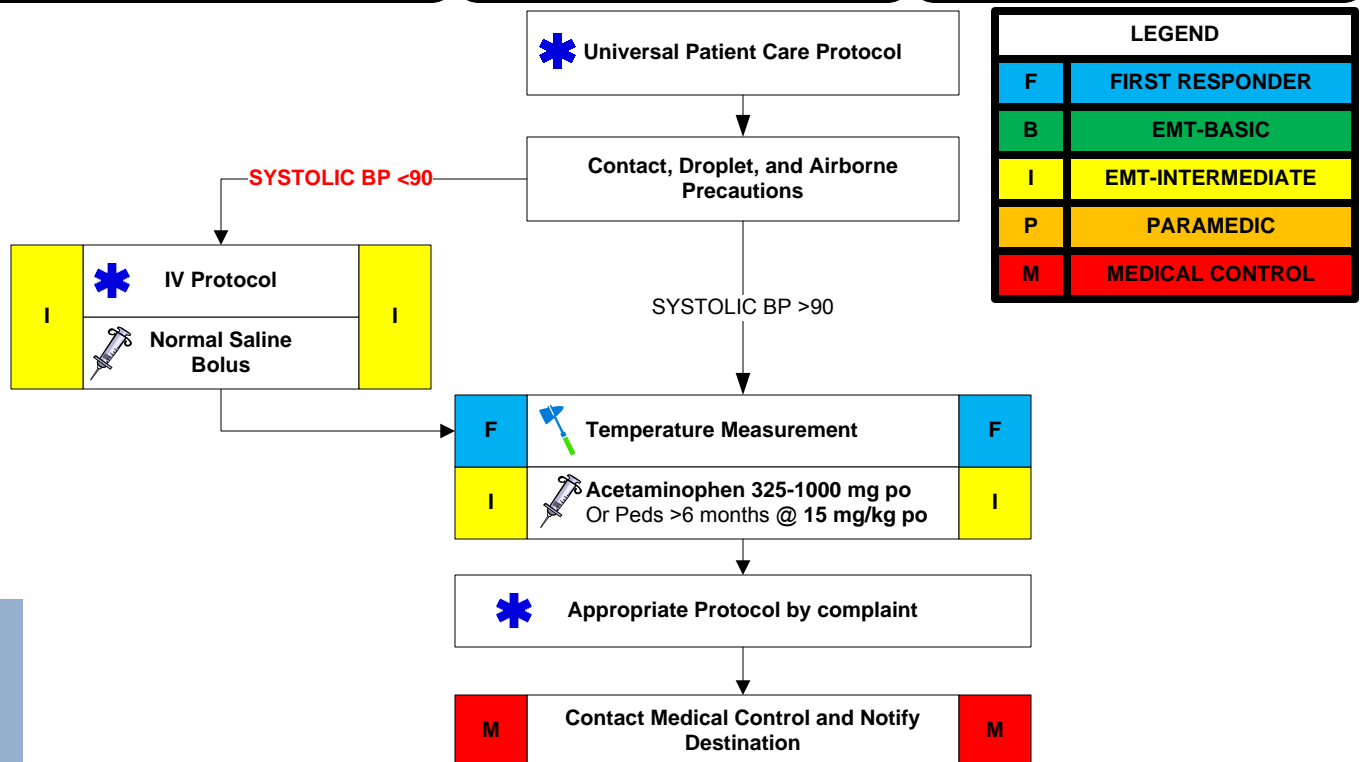 Universal Patient Care Protocol
LEGEND
F FIRST RESPONDER
B EMT-BASIC
I EMT-INTERMEDIATE
P PARAMEDIC
M MEDICAL CONTROL
Contact, Droplet, and Airborne
Precautions
SYSTOLIC BP <90
I
IV Protocol
Normal Saline
Bolus
I
SYSTOLIC BP >90
F Temperature Measurement F
I
Acetaminophen 325-1000 mg po
Or Peds >6 months @ 15 mg/kg po
I
Appropriate Protocol by complaint
M
Contact Medical Control and Notify
Destination
M